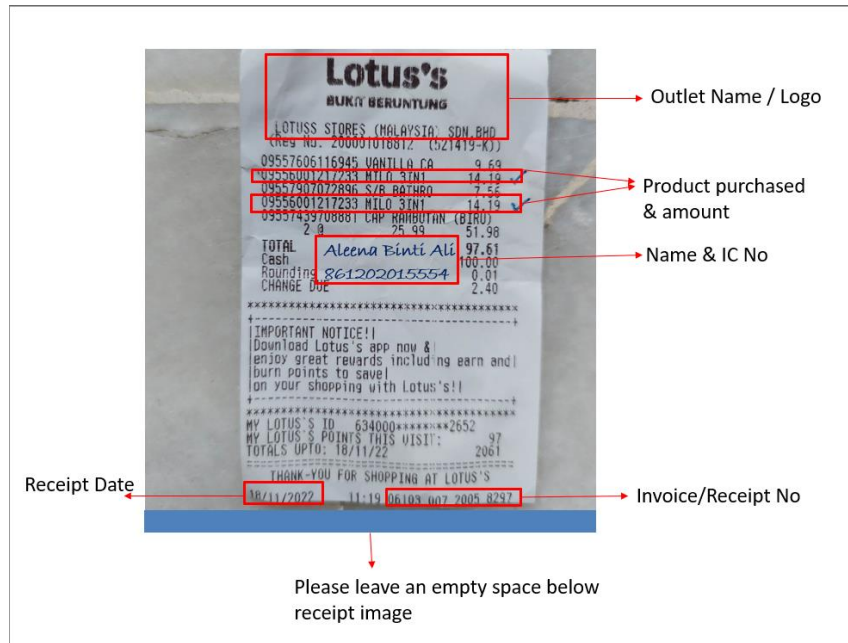 Lotus's
BUKIT BERUNTUNG
Outlet Name / Logo
LOTUSS STORES (MALAYSIA) SDN.BHD
(Reg No. 200001018812 (521419-K))
09557606116945 VANILLA CA 9.69
09556001217233 MILO 3IN1 14.19 ✓
09557907072896 S/B BATHRO 7.56
09556001217233 MILO 3IN1 14.19 ✓
Product purchased
& amount
09557439708881 CAP RAMBUTAN (BIRU)
2 @ 25.99 51.98
TOTAL 97.61
Aleena Binti Ali
Name & IC No
Cash 100.00
Rounding 0.01
861202015554
CHANGE DUE 2.40
****************************************
+--------------------------------------+
|IMPORTANT NOTICE!|
|Download Lotus's app now &|
|enjoy great rewards including earn and|
|burn points to save|
|on your shopping with Lotus's!|
+--------------------------------------+
****************************************
MY LOTUS'S ID 634000********2652
MY LOTUS'S POINTS THIS VISIT: 97
TOTALS UPTO: 18/11/22 2061
========================================
THANK-YOU FOR SHOPPING AT LOTUS'S
Receipt Date
18/11/2022 11:19 06103 007 2005 8297
Invoice/Receipt No
Please leave an empty space below
receipt image